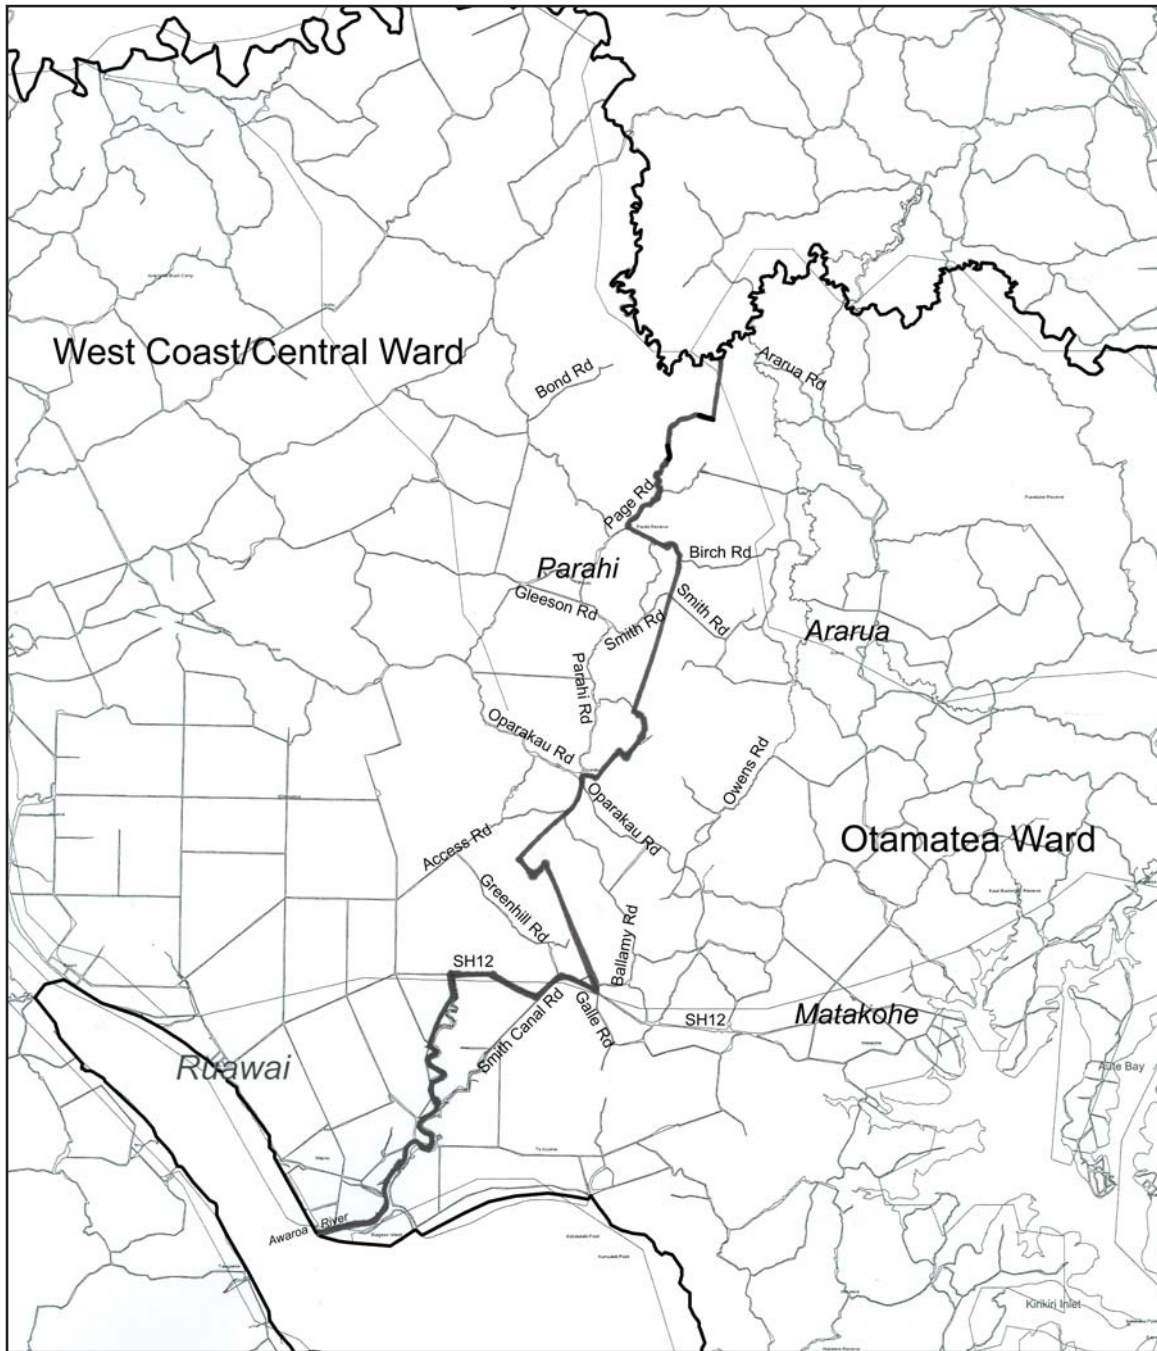 West Coast/Central Ward
Ararua Rd
Bond Rd
Page Rd
Birch Rd
Parahi
Gleeson Rd
Smith Rd
Smith Rd
Ararua
Parahi Rd
Oparakau Rd
Owens Rd
Oparakau Rd
Access Rd
Otamatea Ward
Greenhill Rd
Ballamy Rd
SH12
Smith Canal Rd
Galle Rd
SH12
Matakohe
Ruawai
Aute Bay
Awaroa River
Kirikiri Inlet